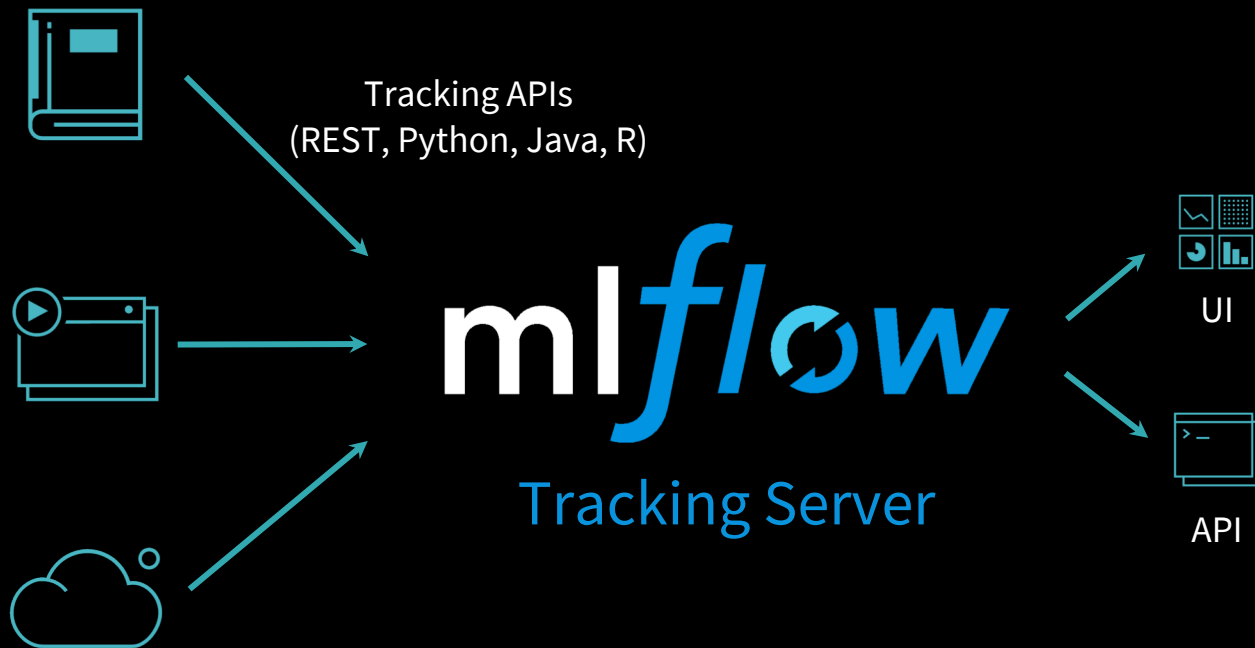 Tracking APIs
(REST, Python, Java, R)
mlflow
Tracking Server
UI
>_
API